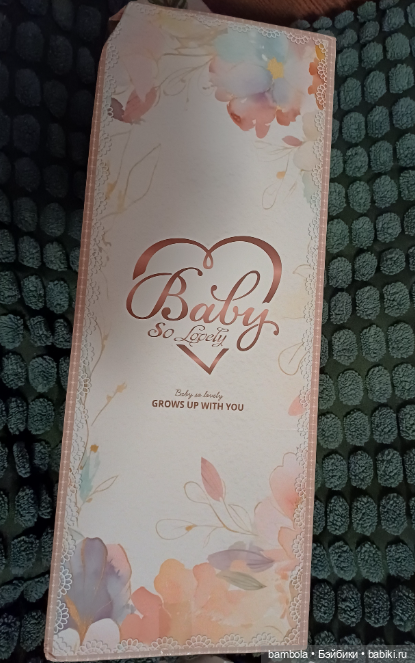 Baby
So Lovely
Baby so lovely
GROWS UP WITH YOU
bambola • Бэйбики • babiki.ru